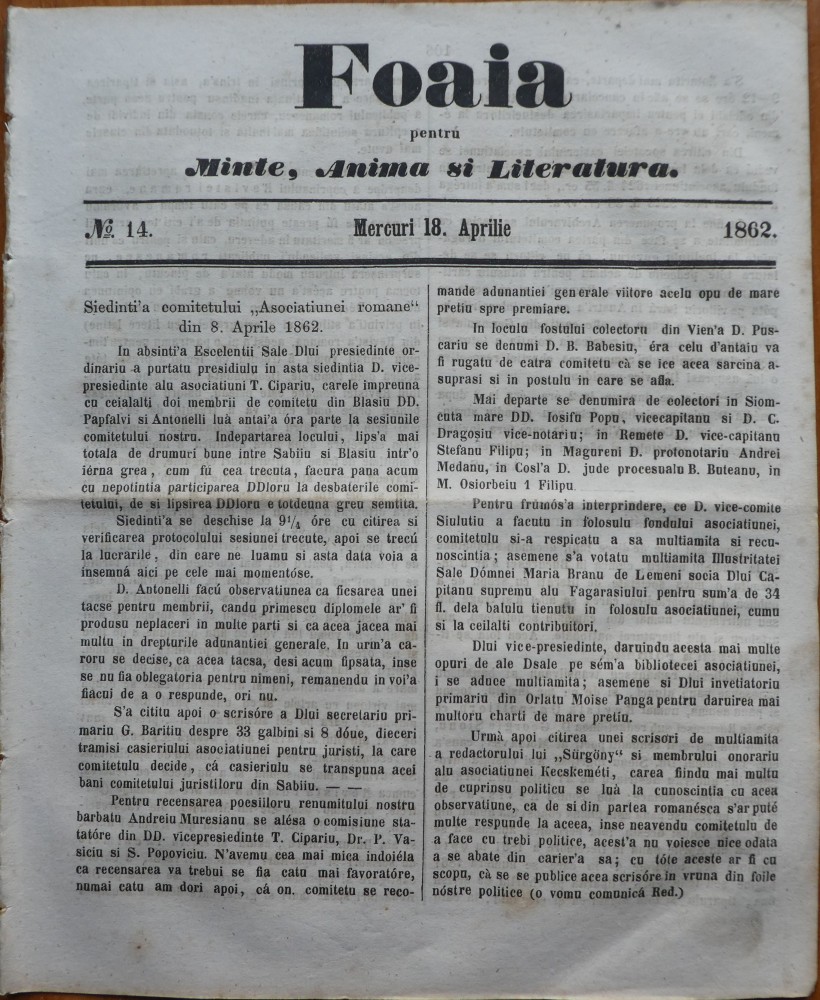 Foaia
pentrú
Minte, Anima si Literatura.
№ 14.
Mercuri 18. Aprilie
1862.
Siedinti'a comitetului „Asociatiunei romane“
din 8. Aprile 1862.
In absinti'a Escelentii Sale Dlui presiedinte or-
dinariu a purtatu presidiulu in asta siedintia D. vice-
presiedinte alu asociatiuni T. Cipariu, carele impreuna
cu ceialalti doi membrii de comitetu din Blasiu DD.
Papfalvi si Antonelli luà antai'a óra parte la sesiunile
comitetului nostru. Indepartarea locului, lips'a mai
totala de drumuri bune intre Sabiiu si Blasiu intr'o
iérna grea, cum fù cea trecuta, facura pana acum
cu nepotintia participarea DDloru la desbaterile comi-
tetului, de si lipsirea DDloru e totdeuna greu semtita.
Siedinti'a se deschise la 9¼ óre cu citirea si
verificarea protocolului sesiunei trecute, apoi se trecú
la lucrarile, din care ne luamu si asta data voia a
insemná aici pe cele mai momentóse.
D. Antonelli facú observatiunea ca ficsarea unei
tacse pentru membrii, candu primescu diplomele ar' fi
produsu neplaceri in multe parti si ca acea jacea mai
multu in drepturile adunantiei generale. In urm'a ca-
roru se decise, ca acea tacsa, desi acum fipsata, inse
se nu fia oblegatoria pentru nimeni, remanendu in voi'a
fiacui de a o responde, ori nu.
S'a cititu apoi o scrisóre a Dlui secretariu pri-
mariu G. Baritiu despre 33 galbini si 8 dóue, dieceri
tramisi casieriului asociatiunei pentru juristi, la care
comitetulu decide, cá casieriulu se transpuna acei
bani comitetului juristiloru din Sabiiu. — —
Pentru recensarea poesiiloru renumitului nostru
barbatu Andreiu Muresianu se alésa o comisiune sta-
tatóre din DD. vicepresiedinte T. Cipariu, Dr. P. Va-
siciu si S. Popoviciu. N'avemu cea mai mica indoiéla
ca recensarea va trebui se fia catu mai favoratóre,
numai catu am dori apoi, cá on. comitetu se reco-
mande adunantiei generale viitore acelu opu de mare
pretiu spre premiare.
In loculu fostului colectoru din Vien'a D. Pus-
cariu se denumi D. B. Babesiu, éra celu d'antaiu va
fi rugatu de catra comitetu cà se ice acea sarcina a-
suprasi si in postulu in care se afla.
Mai departe se denumira de colectori in Siom-
cuta mare DD. Iosifu Popu, vicecapitanu si D. C.
Dragosiu vice-notariu; in Remete D. vice-capitanu
Stefanu Filipu; in Magureni D. protonotariu Andrei
Medanu, in Cosl'a D. jude procesualu B. Buteanu, in
M. Osiorbeiu I Filipu.
Pentru frumós'a interprindere, ce D. vice-comite
Siulutiu a facutu in folosulu fondului asociatiunei,
comitetulu si-a respicatu a sa multiamita si recu-
noscintia; asemene s'a votatu multiamita Illustritatei
Sale Dómnei Maria Branu de Lemeni socia Dlui Ca-
pitanu supremu alu Fagarasiului pentru sum'a de 34
fl. dela balulu tienutu in folosulu asociatiunei, cumu
si la ceilalti contribuitori.
Dlui vice-presiedinte, daruindu acesta mai multe
opuri de ale Dsale pe sém'a bibliotecei asociatiunei,
i se aduce multiamita; asemene si Dlui invetiatoriu
primariu din Orlatu Moise Panga pentru daruirea mai
multoru charti de mare pretiu.
Urmà apoi citirea unei scrisori de multiamita
a redactorului lui „Sürgöny“ si membrului onorariu
alu asociatiunei Kecskeméti, carea fiindu mai multu
de cuprinsu politicu se luà la cunoscintia cu acea
observatiune, ca de si din partea romanésca s'ar puté
multe responde la aceea, inse neavendu comitetulu de
a face cu trebi politice, acest'a nu voiesce nice odata
a se abate din carier'a sa; cu tóte aceste ar fi cu
scopu, cà se se publice acea scrisóre in vruna din foile
nóstre politice (o vomu comunicá Red.)